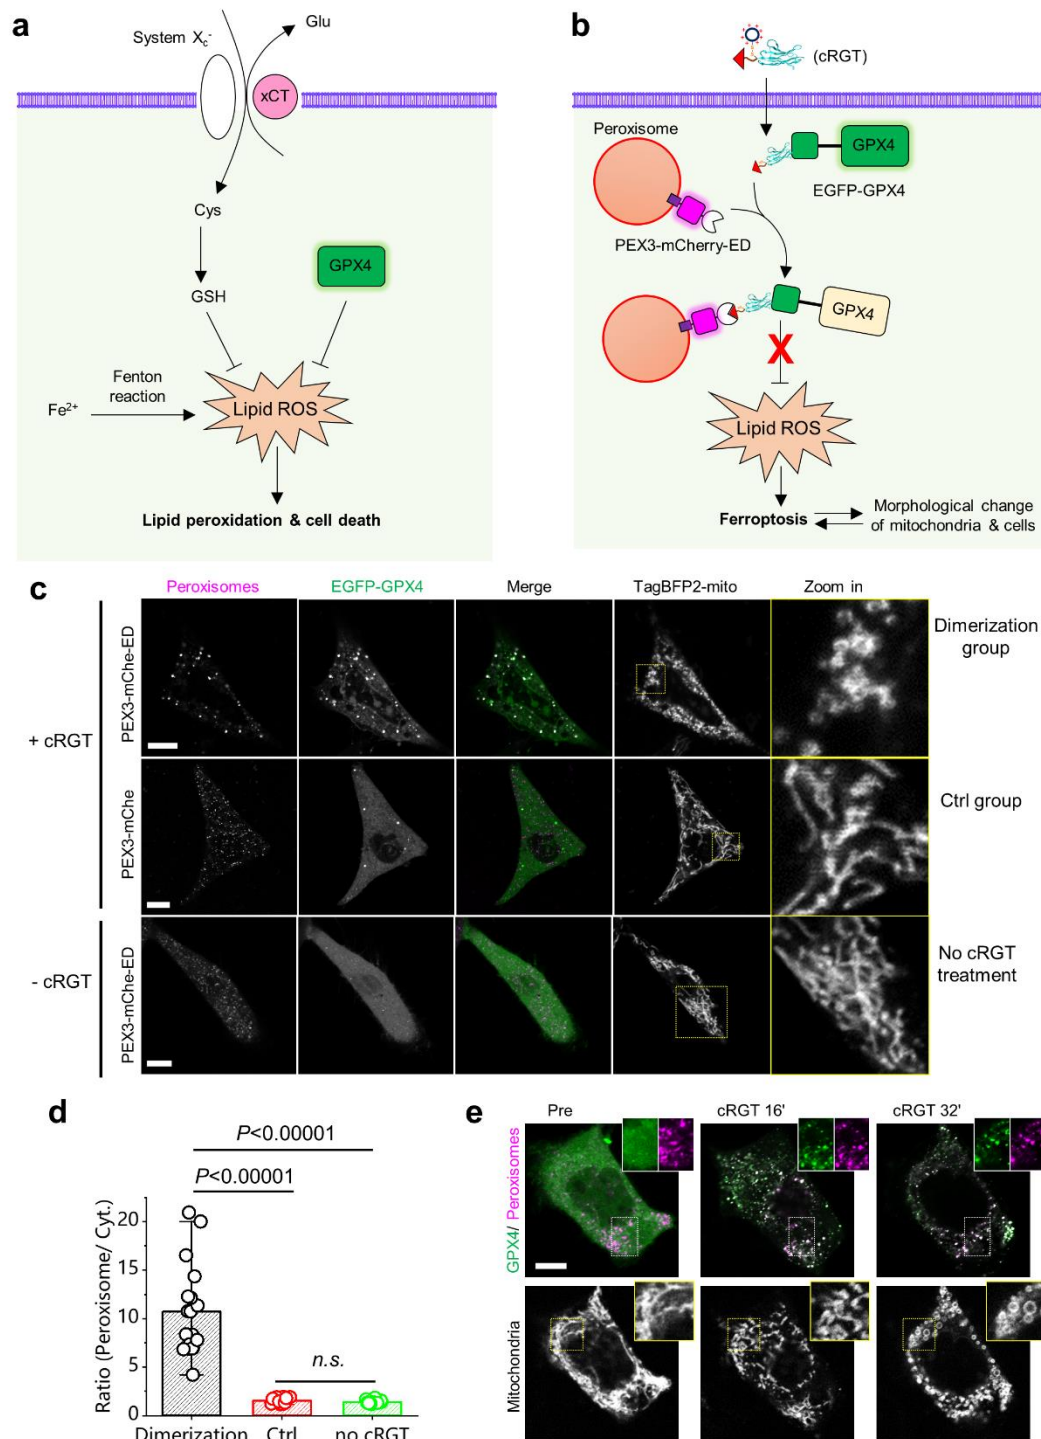 a
System Xc-
Glu
xCT
Cys
GSH
GPX4
Fenton
reaction
Fe2+
Lipid ROS
Lipid peroxidation & cell death
b
(cRGT)
Peroxisome
GPX4
EGFP-GPX4
PEX3-mCherry-ED
GPX4
X
Lipid ROS
Ferroptosis
Morphological change
of mitochondria & cells
c
Peroxisomes
EGFP-GPX4
Merge
TagBFP2-mito
Zoom in
+ cRGT
PEX3-mChe-ED
Dimerization
group
PEX3-mChe
Ctrl group
- cRGT
PEX3-mChe-ED
No cRGT
treatment
d
P<0.00001
P<0.00001
n.s.
Ratio (Peroxisome/ Cyt.)
20
15
10
5
0
Dimerization
Ctrl
no cRGT
e
Pre
cRGT 16'
cRGT 32'
GPX4/ Peroxisomes
Mitochondria